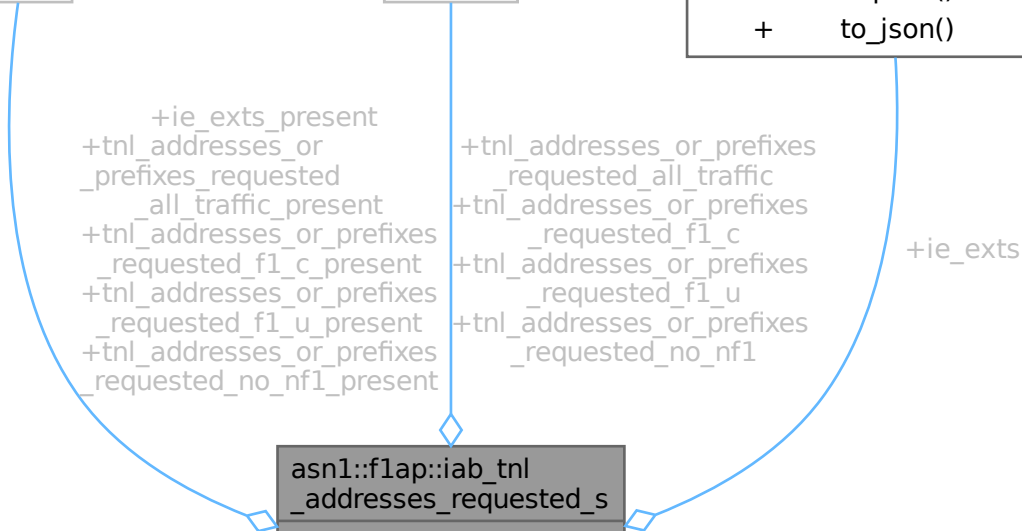 + to_json()
+ie_exts_present
+tnl_addresses_or
_prefixes_requested
_all_traffic_present
+tnl_addresses_or_prefixes
_requested_f1_c_present
+tnl_addresses_or_prefixes
_requested_f1_u_present
+tnl_addresses_or_prefixes
_requested_no_nf1_present
+tnl_addresses_or_prefixes
_requested_all_traffic
+tnl_addresses_or_prefixes
_requested_f1_c
+tnl_addresses_or_prefixes
_requested_f1_u
+tnl_addresses_or_prefixes
_requested_no_nf1
+ie_exts
asn1::f1ap::iab_tnl
_addresses_requested_s